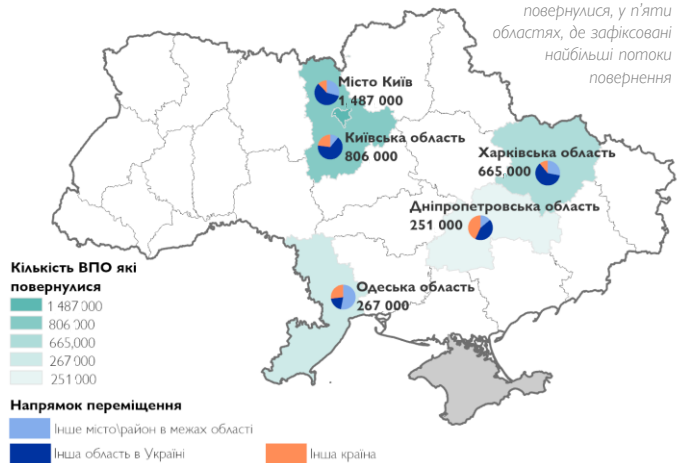 повернулися, у п'яти
областях, де зафіксовані
найбільші потоки
повернення
Місто Київ
1 487 000
Київська область
806 000
Харківська область
665 000
Дніпропетровська область
251 000
Одеська область
267 000
Кількість ВПО які
повернулися
1 487 000
806 000
665,000
267 000
251 000
Напрямок переміщення
Інше місто\район в межах області
Інша область в Україні
Інша країна